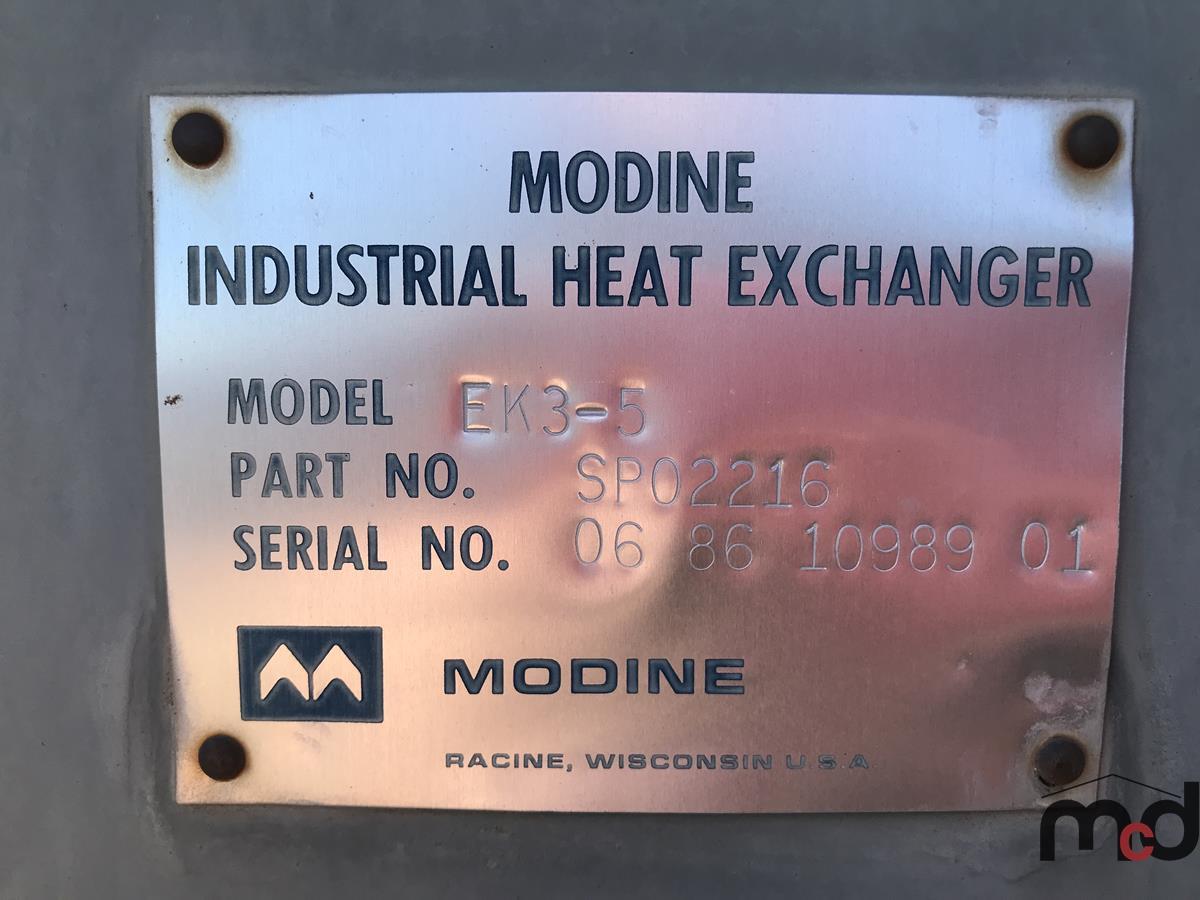 MODINE
INDUSTRIAL HEAT EXCHANGER
MODEL EK3-5
PART NO. SP02216
SERIAL NO. 06 86 10989 01
MODINE
RACINE, WISCONSIN U.S.A.
mcd